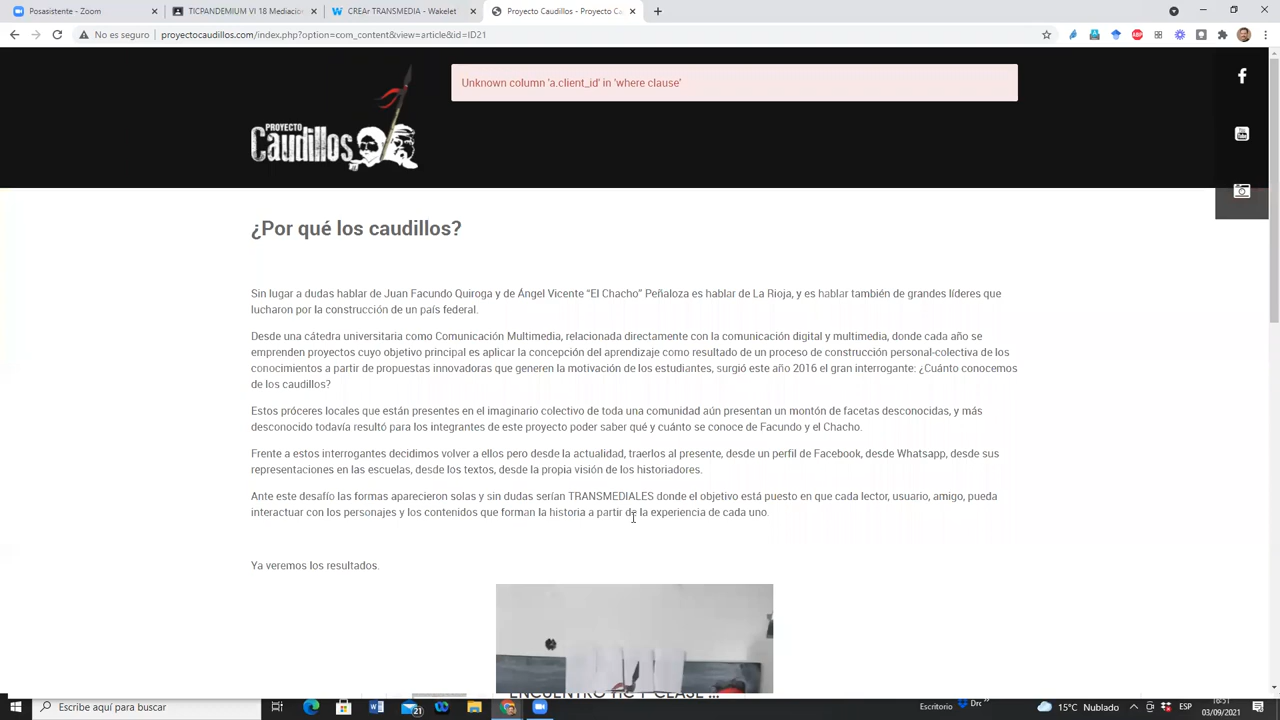 Posasistente - Zoom
TICPANDEMIUM VI 18 Mediacion
CREAr TRANSMEDIA - Wakelet
Proyecto Caudillos - Proyecto Cau
No es seguro
proyectocaudillos.com/index.php?option=com_content&view=article&id=ID21
ABP
Unknown column 'a.client_id' in 'where clause'
PROYECTO
Caudillos
¿Por qué los caudillos?
Sin lugar a dudas hablar de Juan Facundo Quiroga y de Ángel Vicente “El Chacho” Peñaloza es hablar de La Rioja, y es hablar también de grandes líderes que
lucharon por la construcción de un país federal.
Desde una cátedra universitaria como Comunicación Multimedia, relacionada directamente con la comunicación digital y multimedia, donde cada año se
emprenden proyectos cuyo objetivo principal es aplicar la concepción del aprendizaje como resultado de un proceso de construcción personal-colectiva de los
conocimientos a partir de propuestas innovadoras que generen la motivación de los estudiantes, surgió este año 2016 el gran interrogante: ¿Cuánto conocemos
de los caudillos?
Estos próceres locales que están presentes en el imaginario colectivo de toda una comunidad aún presentan un montón de facetas desconocidas, y más
desconocido todavía resultó para los integrantes de este proyecto poder saber qué y cuánto se conoce de Facundo y el Chacho.
Frente a estos interrogantes decidimos volver a ellos pero desde la actualidad, traerlos al presente, desde un perfil de Facebook, desde Whatsapp, desde sus
representaciones en las escuelas, desde los textos, desde la propia visión de los historiadores.
Ante este desafío las formas aparecieron solas y sin dudas serían TRANSMEDIALES donde el objetivo está puesto en que cada lector, usuario, amigo, pueda
interactuar con los personajes y los contenidos que forman la historia a partir de la experiencia de cada uno.
Ya veremos los resultados.
ENCUENTRO TIC Y CLASE ...
Escribe aquí para buscar
21
Escritorio
15°C Nublado
ESP
16:51
03/09/2021